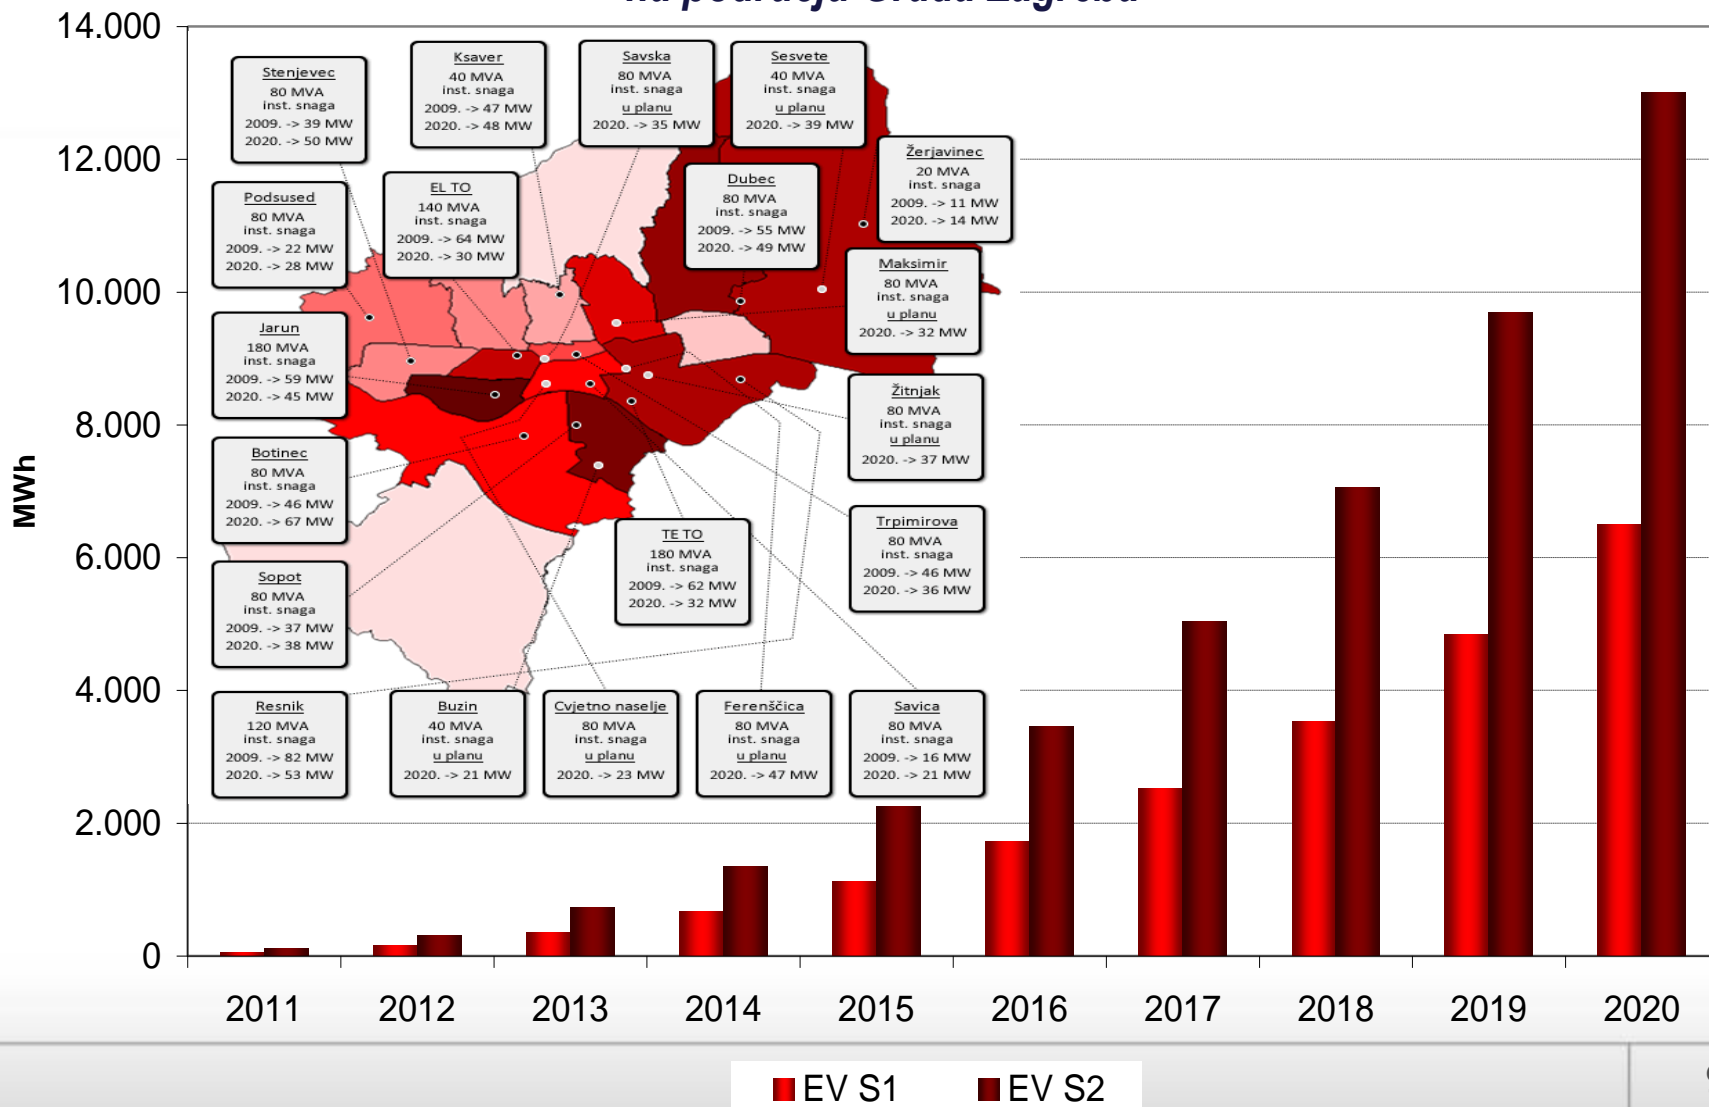 14.000
12.000
10.000
8.000
6.000
4.000
2.000
0
MWh
Stenjevec
80 MVA
inst. snaga
2009. -> 39 MW
2020. -> 50 MW
Ksaver
40 MVA
inst. snaga
2009. -> 47 MW
2020. -> 48 MW
Savska
80 MVA
inst. snaga
u planu
2020. -> 35 MW
Sesvete
40 MVA
inst. snaga
u planu
2020. -> 39 MW
Žerjavinec
20 MVA
inst. snaga
2009. -> 11 MW
2020. -> 14 MW
Podsused
80 MVA
inst. snaga
2009. -> 22 MW
2020. -> 28 MW
EL TO
140 MVA
inst. snaga
2009. -> 64 MW
2020. -> 30 MW
Dubec
80 MVA
inst. snaga
2009. -> 55 MW
2020. -> 49 MW
Maksimir
80 MVA
inst. snaga
u planu
2020. -> 32 MW
Jarun
180 MVA
inst. snaga
2009. -> 59 MW
2020. -> 45 MW
Žitnjak
80 MVA
inst. snaga
u planu
2020. -> 37 MW
Botinec
80 MVA
inst. snaga
2009. -> 46 MW
2020. -> 67 MW
TE TO
180 MVA
inst. snaga
2009. -> 62 MW
2020. -> 32 MW
Trpimirova
80 MVA
inst. snaga
2009. -> 46 MW
2020. -> 36 MW
Sopot
80 MVA
inst. snaga
2009. -> 37 MW
2020. -> 38 MW
Resnik
120 MVA
inst. snaga
2009. -> 82 MW
2020. -> 53 MW
Buzin
40 MVA
inst. snaga
u planu
2020. -> 21 MW
Cvjetno naselje
80 MVA
inst. snaga
u planu
2020. -> 23 MW
Ferenščica
80 MVA
inst. snaga
u planu
2020. -> 47 MW
Savica
80 MVA
inst. snaga
2009. -> 16 MW
2020. -> 21 MW
2011 2012 2013 2014 2015 2016 2017 2018 2019 2020
EV S1 EV S2